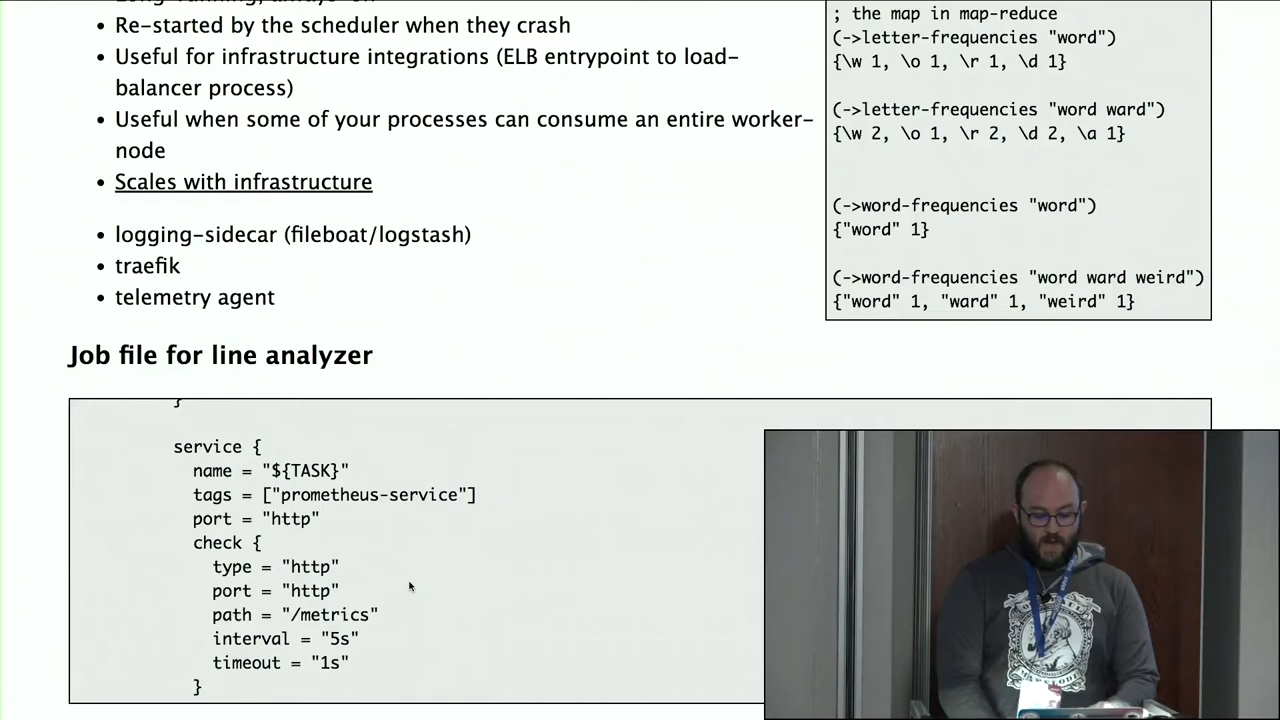 • Re-started by the scheduler when they crash
• Useful for infrastructure integrations (ELB entrypoint to load-
balancer process)
• Useful when some of your processes can consume an entire worker-
node
• Scales with infrastructure
• logging-sidecar (fileboat/logstash)
• traefik
• telemetry agent
; the map in map-reduce
(->letter-frequencies "word")
{\w 1, \o 1, \r 1, \d 1}
(->letter-frequencies "word ward")
{\w 2, \o 1, \r 2, \d 2, \a 1}
(->word-frequencies "word")
{"word" 1}
(->word-frequencies "word ward weird")
{"word" 1, "ward" 1, "weird" 1}
Job file for line analyzer
}
service {
name = "${TASK}"
tags = ["prometheus-service"]
port = "http"
check {
type = "http"
port = "http"
path = "/metrics"
interval = "5s"
timeout = "1s"
}